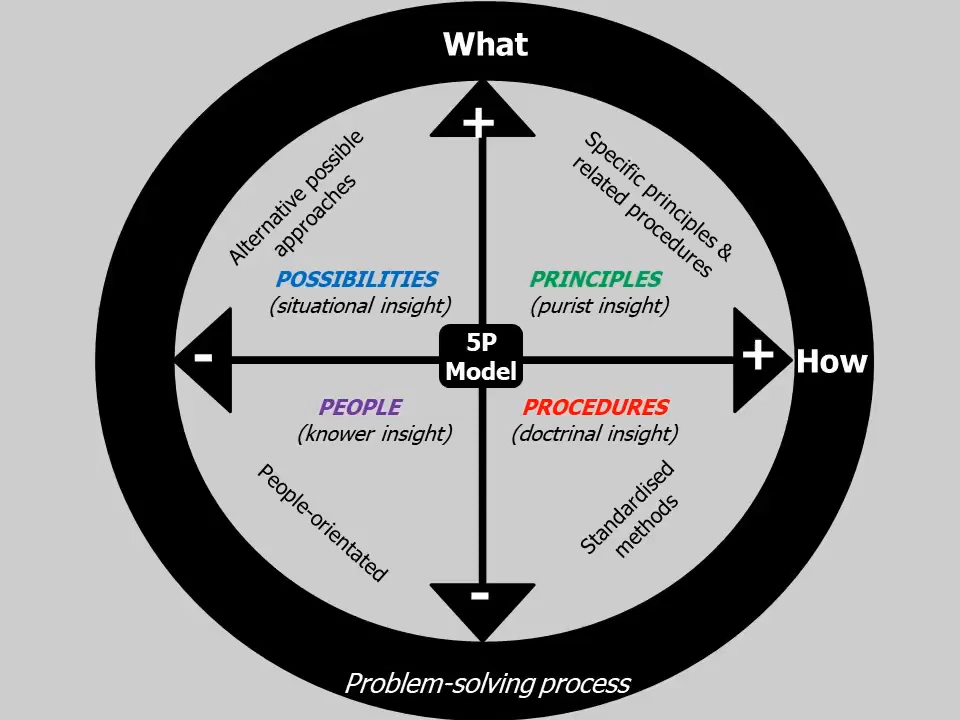 What
+
Alternative possible
approaches
Specific principles &
related procedures
POSSIBILITIES
(situational insight)
PRINCIPLES
(purist insight)
-
5P
Model
+
How
PEOPLE
(knower insight)
PROCEDURES
(doctrinal insight)
People-orientated
Standardised
methods
-
Problem-solving process